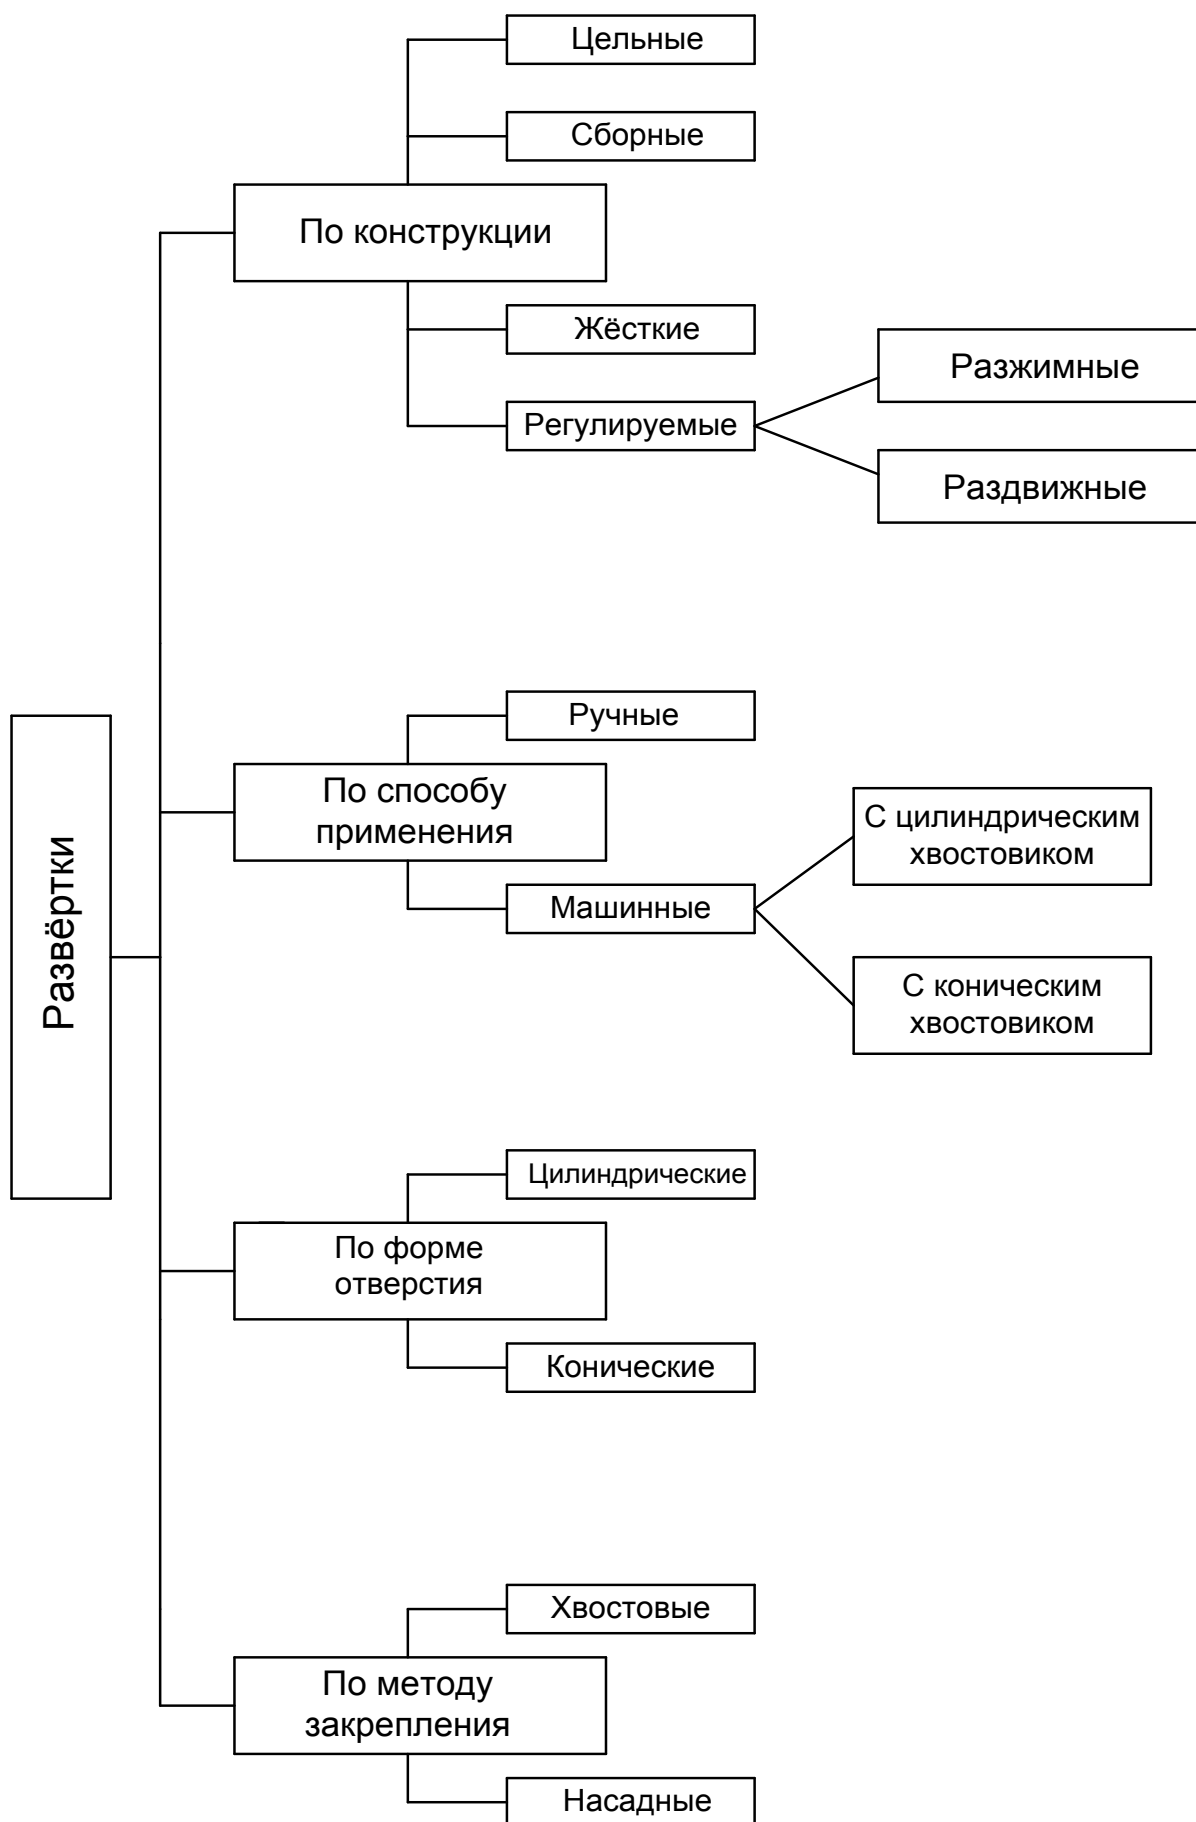 Цельные
Сборные
По конструкции
Жёсткие
Регулируемые
Разжимные
Раздвижные
Развёртки
Ручные
По способу
применения
Машинные
С цилиндрическим
хвостовиком
С коническим
хвостовиком
Цилиндрические
По форме
отверстия
Конические
Хвостовые
По методу
закрепления
Насадные